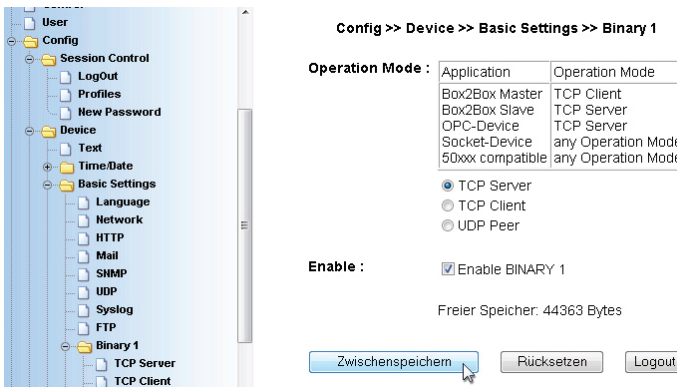 User
Config
Session Control
LogOut
Profiles
New Password
Device
Text
Time/Date
Basic Settings
Language
Network
HTTP
Mail
SNMP
UDP
Syslog
FTP
Binary 1
TCP Server
TCP Client
Config >> Device >> Basic Settings >> Binary 1
Operation Mode :
Application Operation Mode
Box2Box Master TCP Client
Box2Box Slave TCP Server
OPC-Device TCP Server
Socket-Device any Operation Mode
50xxx compatible any Operation Mode
TCP Server
TCP Client
UDP Peer
Enable : Enable BINARY 1
Freier Speicher: 44363 Bytes
Zwischenspeichern Rücksetzen Logout